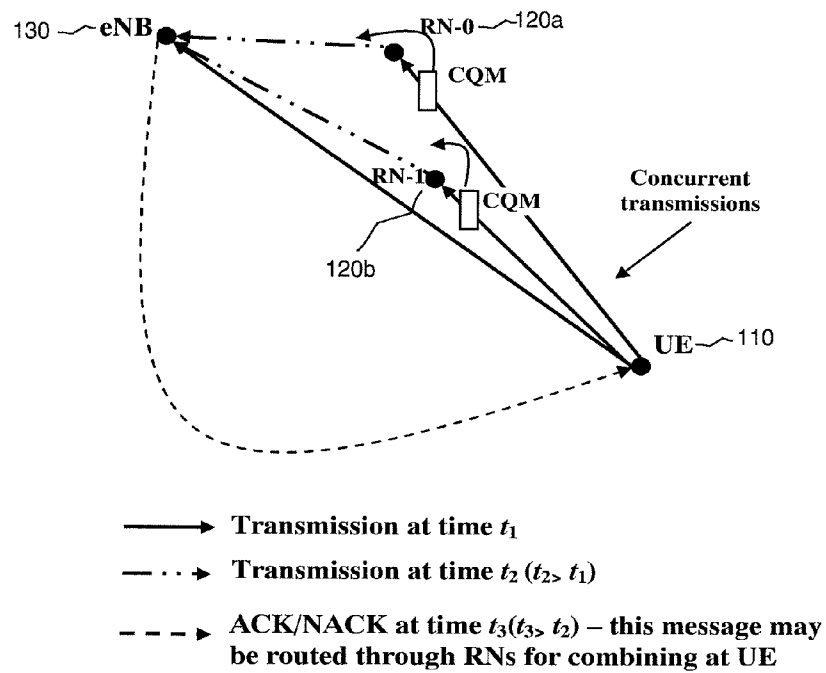 130 eNB
RN-0 120a
CQM
RN-1
CQM
120b
Concurrent
transmissions
UE 110
Transmission at time t1
Transmission at time t2 (t2> t1)
ACK/NACK at time t3(t3> t2) – this message may
be routed through RNs for combining at UE